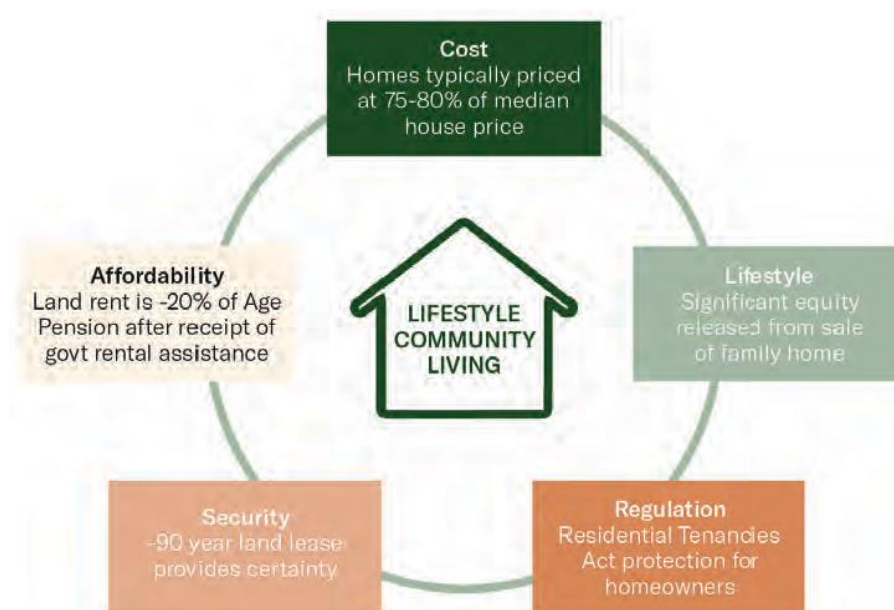 Cost
Homes typically priced
at 75-80% of median
house price
Affordability
Land rent is -20% of Age
Pension after receipt of
govt rental assistance
LIFESTYLE
COMMUNITY
LIVING
Lifestyle
Significant equity
released from sale
of family home
Security
-90 year land lease
provides certainty
Regulation
Residential Tenancies
Act protection for
homeowners